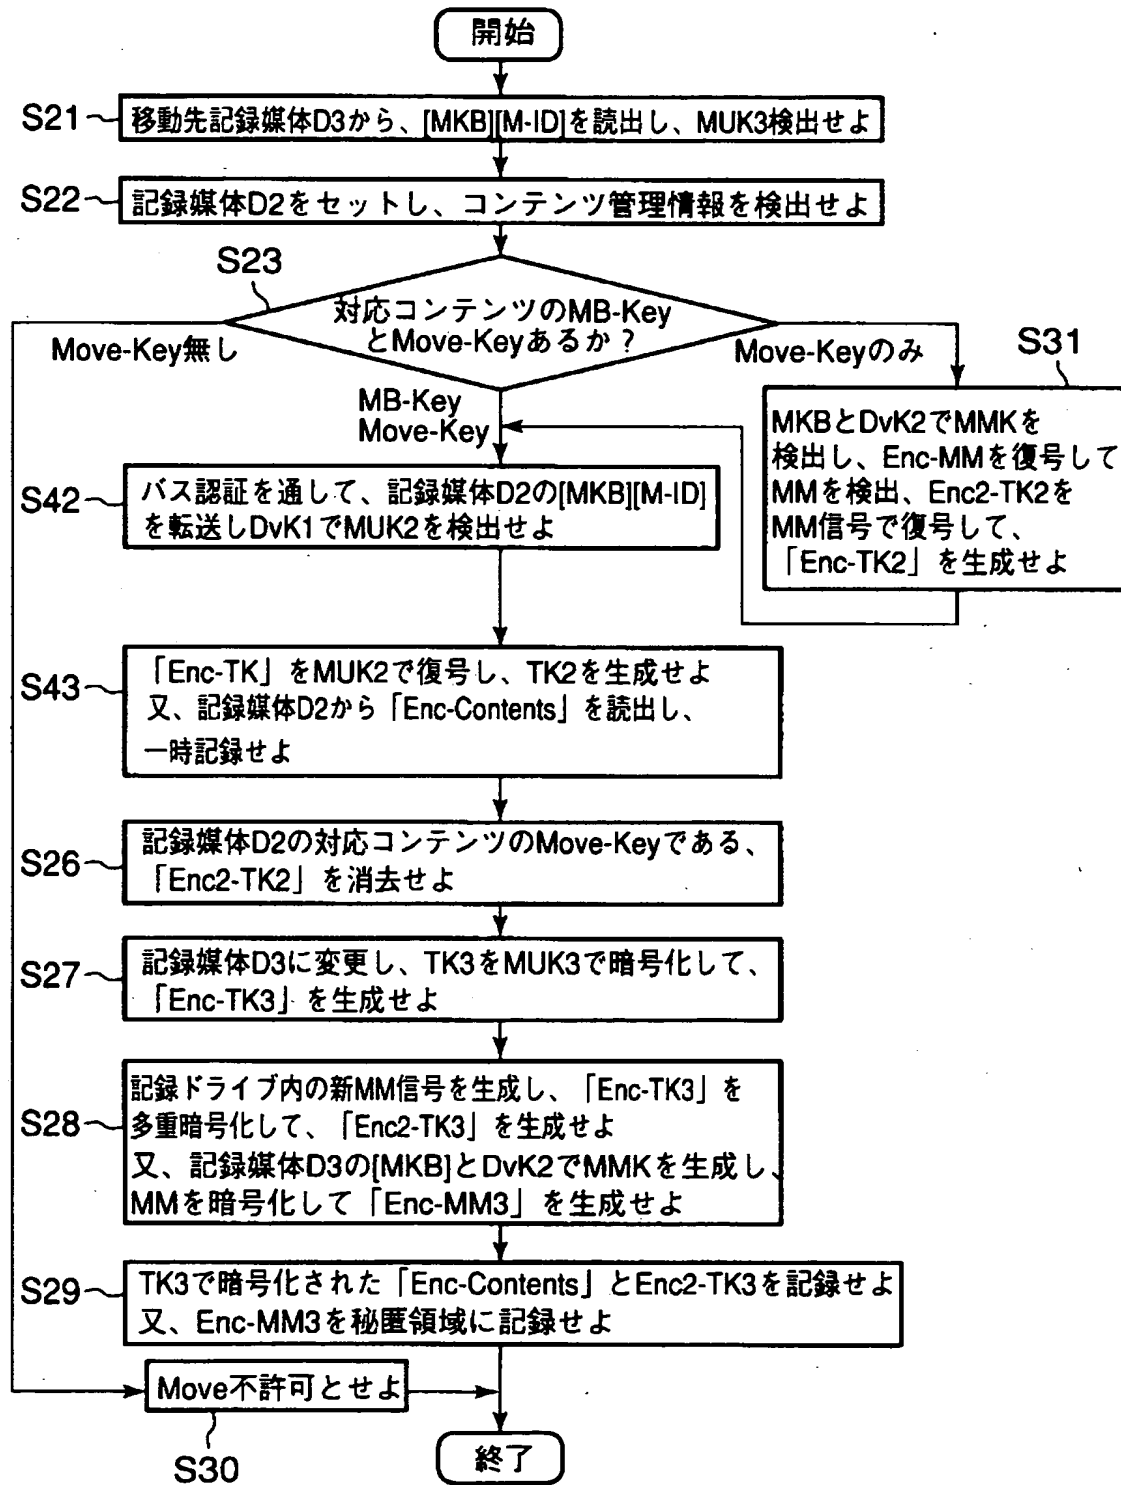 開始
S21
移動先記録媒体D3から、[MKB][M-ID]を読出し、MUK3検出せよ
S22
記録媒体D2をセットし、コンテンツ管理情報を検出せよ
S23
対応コンテンツのMB-Key
とMove-Keyあるか？
Move-Key無し
Move-Keyのみ
MB-Key
Move-Key
S31
MKBとDvK2でMMKを
検出し、Enc-MMを復号して
MMを検出、Enc2-TK2を
MM信号で復号して、
「Enc-TK2」を生成せよ
S42
バス認証を通して、記録媒体D2の[MKB][M-ID]
を転送しDvK1でMUK2を検出せよ
S43
「Enc-TK」をMUK2で復号し、TK2を生成せよ
又、記録媒体D2から「Enc-Contents」を読出し、
一時記録せよ
S26
記録媒体D2の対応コンテンツのMove-Keyである、
「Enc2-TK2」を消去せよ
S27
記録媒体D3に変更し、TK3をMUK3で暗号化して、
「Enc-TK3」を生成せよ
S28
記録ドライブ内の新MM信号を生成し、「Enc-TK3」を
多重暗号化して、「Enc2-TK3」を生成せよ
又、記録媒体D3の[MKB]とDvK2でMMKを生成し、
MMを暗号化して「Enc-MM3」を生成せよ
S29
TK3で暗号化された「Enc-Contents」とEnc2-TK3を記録せよ
又、Enc-MM3を秘匿領域に記録せよ
Move不許可とせよ
S30
終了